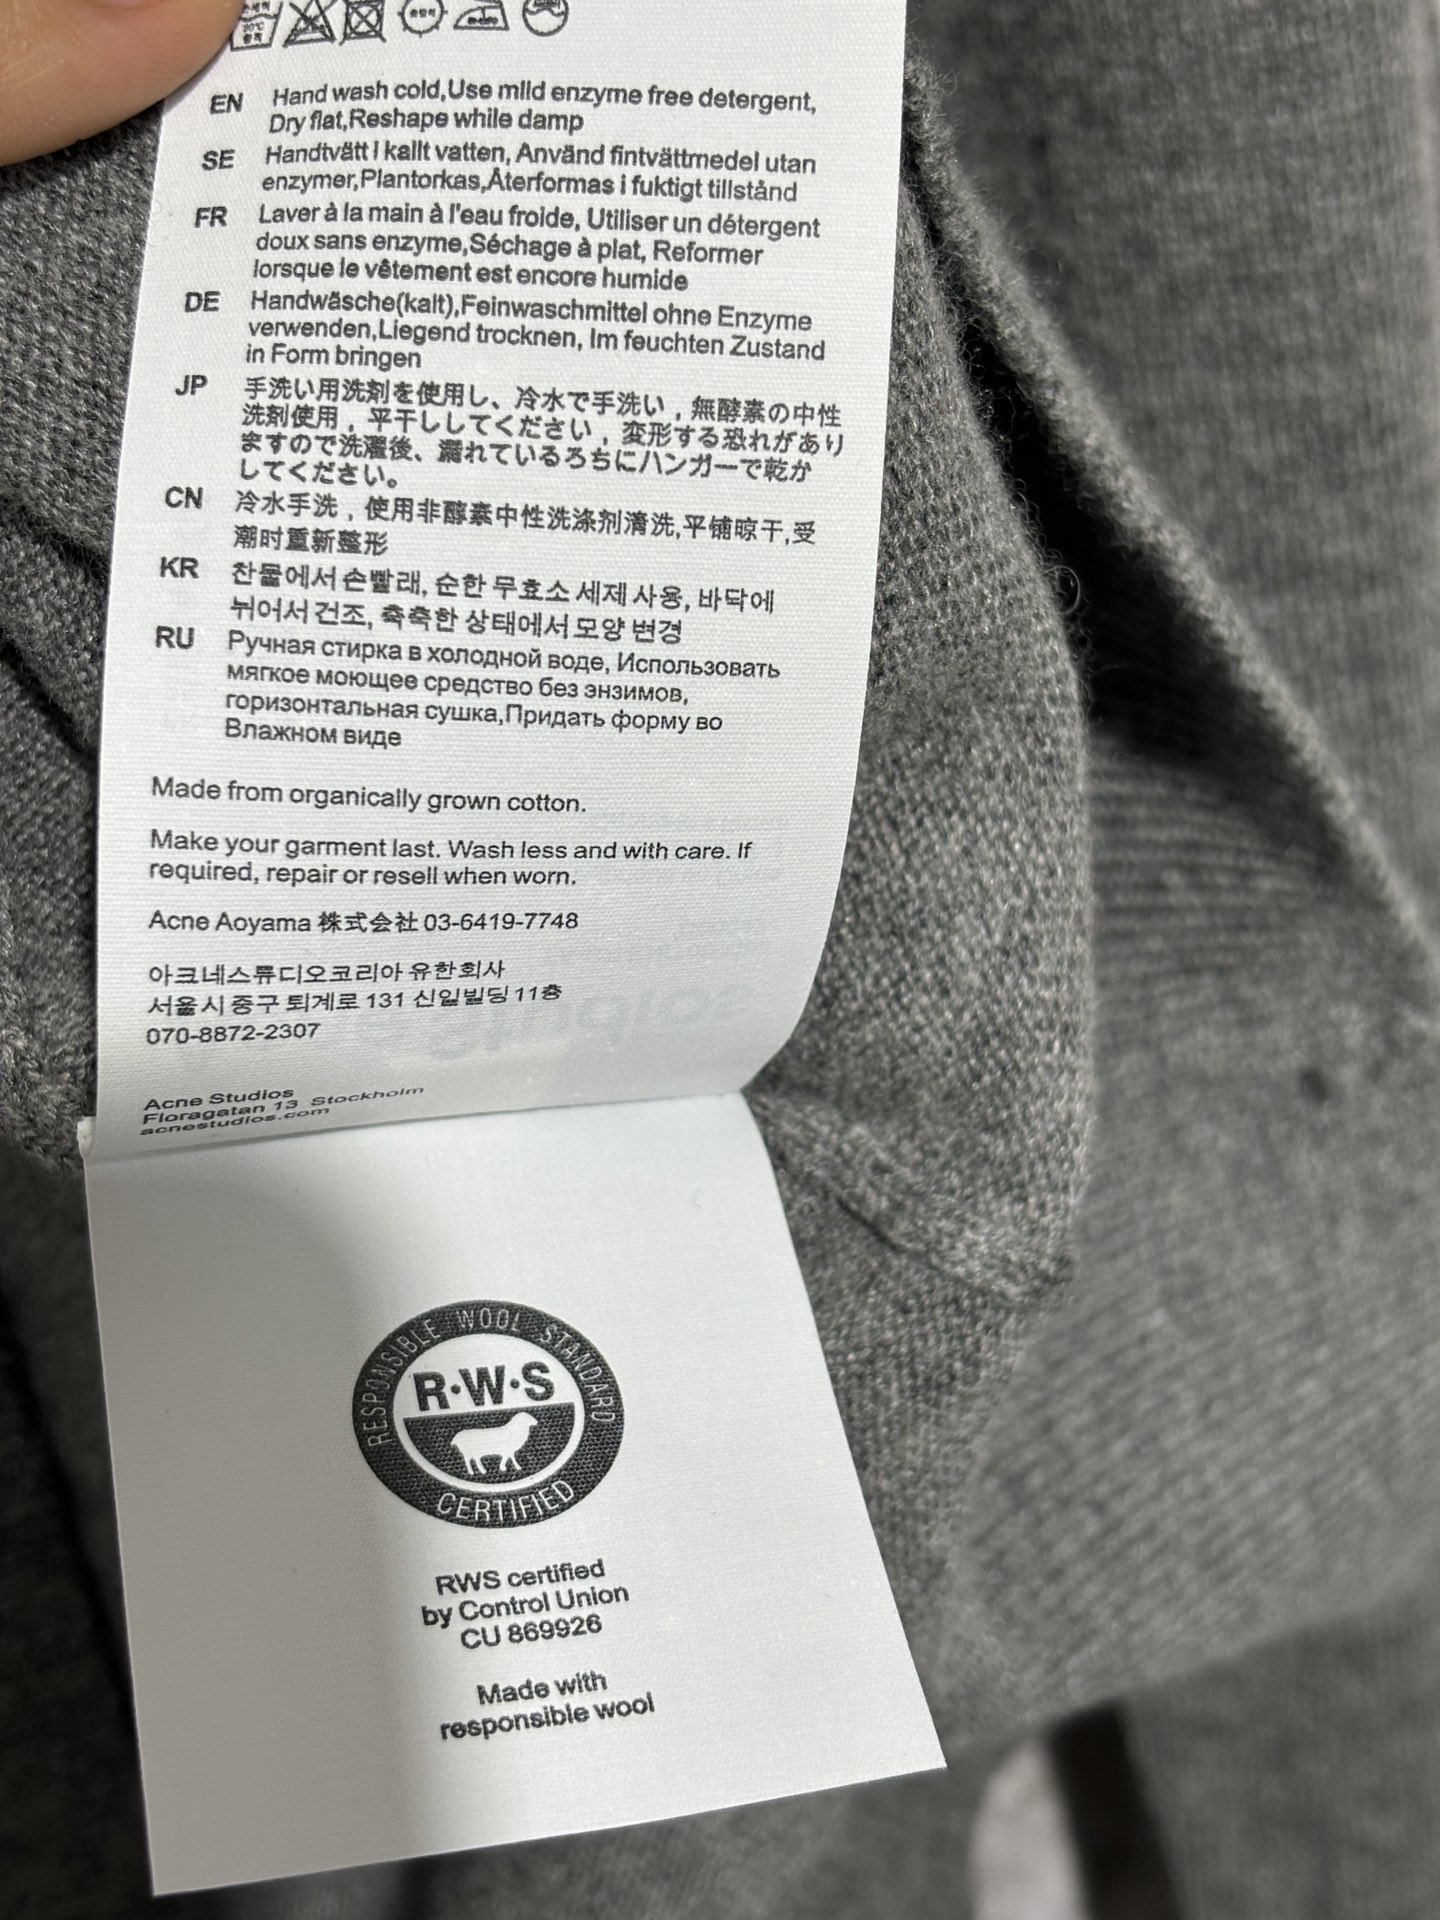 30℃
중성
EN Hand wash cold,Use mild enzyme free detergent,
Dry flat,Reshape while damp
SE Handtvätt I kallt vatten, Använd fintvättmedel utan
enzymer,Plantorkas,Återformas i fuktigt tillstånd
FR Laver à la main à l'eau froide, Utiliser un détergent
doux sans enzyme,Séchage à plat, Reformer
lorsque le vêtement est encore humide
DE Handwäsche(kalt),Feinwaschmittel ohne Enzyme
verwenden,Liegend trocknen, Im feuchten Zustand
in Form bringen
JP 手洗い用洗剤を使用し、冷水で手洗い，無酵素の中性
洗剤使用，平干ししてください，変形する恐れがあり
ますので洗濯後、濡れているろちにハンガーで乾か
してください。
CN 冷水手洗，使用非醇素中性洗涤剂清洗,平铺晾干,受
潮时重新整形
KR 찬물에서 손빨래, 순한 무효소 세제 사용, 바닥에
뉘어서 건조, 축축한 상태에서 모양 변경
RU Ручная стирка в холодной воде, Использовать
мягкое моющее средство без энзимов,
горизонтальная сушка,Придать форму во
Влажном виде
Made from organically grown cotton.
Make your garment last. Wash less and with care. If
required, repair or resell when worn.
Acne Aoyama 株式会社 03-6419-7748
아크네스튜디오코리아 유한회사
서울시 중구 퇴계로 131 신일빌딩 11층
070-8872-2307
Acne Studios
Floragatan 13 Stockholm
acnestudios.com
RESPONSIBLE WOOL STANDARD
R·W·S
CERTIFIED
RWS certified
by Control Union
CU 869926
Made with
responsible wool